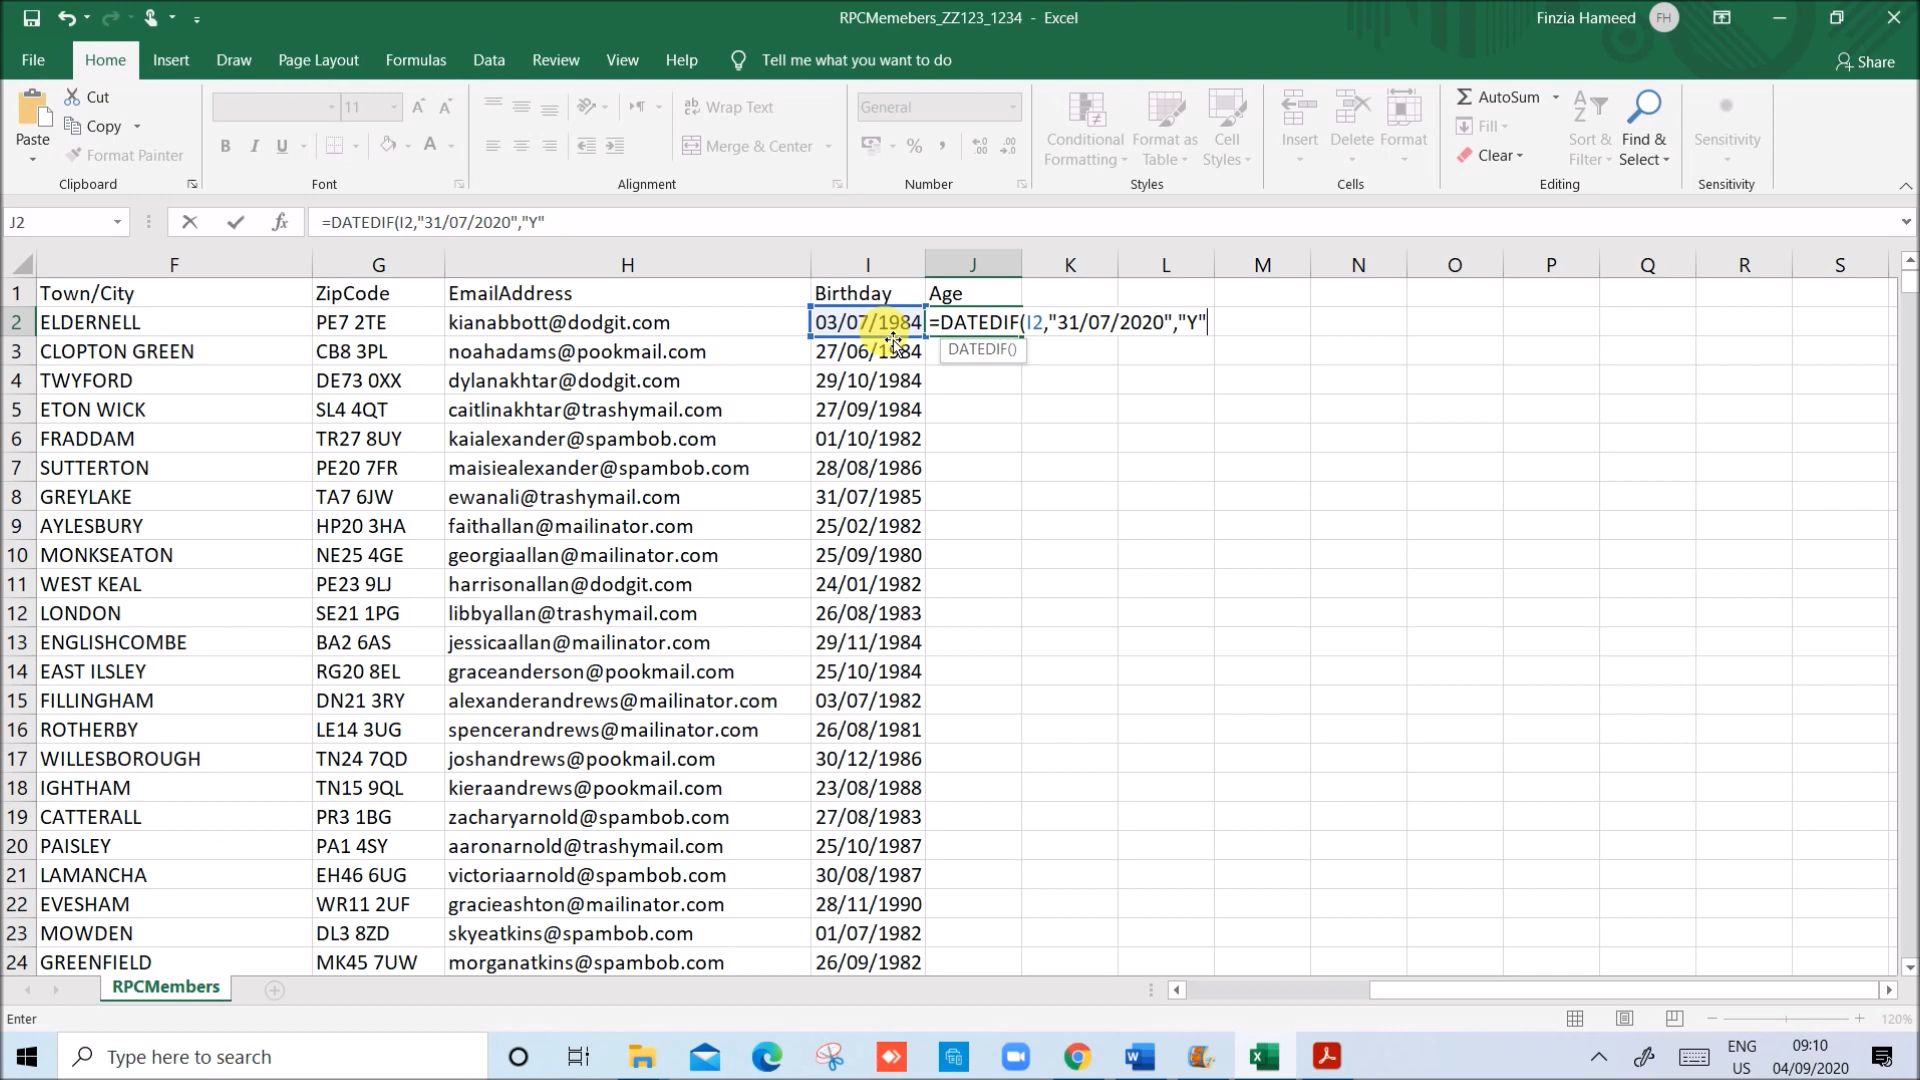 RPCMemebers_ZZ123_1234 - Excel
Finzia Hameed FH
File Home Insert Draw Page Layout Formulas Data Review View Help Tell me what you want to do Share
Paste Cut Copy Format Painter
11
Wrap Text
Merge & Center
General
Conditional Formatting Format as Table Cell Styles
Insert Delete Format
AutoSum Fill Clear
Sort & Filter Find & Select
Sensitivity
Clipboard Font Alignment Number Styles Cells Editing Sensitivity
J2 fx =DATEDIF(I2,"31/07/2020","Y"
F G H I J K L M N O P Q R S
1 Town/City ZipCode EmailAddress Birthday Age
2 ELDERNELL PE7 2TE kianabbott@dodgit.com 03/07/1984 =DATEDIF(I2,"31/07/2020","Y"
3 CLOPTON GREEN CB8 3PL noahadams@pookmail.com 27/06/1984 DATEDIF()
4 TWYFORD DE73 0XX dylanakhtar@dodgit.com 29/10/1984
5 ETON WICK SL4 4QT caitlinakhtar@trashymail.com 27/09/1984
6 FRADDAM TR27 8UY kaialexander@spambob.com 01/10/1982
7 SUTTERTON PE20 7FR maisiealexander@spambob.com 28/08/1986
8 GREYLAKE TA7 6JW ewanali@trashymail.com 31/07/1985
9 AYLESBURY HP20 3HA faithallan@mailinator.com 25/02/1982
10 MONKSEATON NE25 4GE georgiaallan@mailinator.com 25/09/1980
11 WEST KEAL PE23 9LJ harrisonallan@dodgit.com 24/01/1982
12 LONDON SE21 1PG libbyallan@trashymail.com 26/08/1983
13 ENGLISHCOMBE BA2 6AS jessicaallan@mailinator.com 29/11/1984
14 EAST ILSLEY RG20 8EL graceanderson@pookmail.com 25/10/1984
15 FILLINGHAM DN21 3RY alexanderandrews@mailinator.com 03/07/1982
16 ROTHERBY LE14 3UG spencerandrews@mailinator.com 26/08/1981
17 WILLESBOROUGH TN24 7QD joshandrews@pookmail.com 30/12/1986
18 IGHTHAM TN15 9QL kieraandrews@pookmail.com 23/08/1988
19 CATTERALL PR3 1BG zacharyarnold@spambob.com 27/08/1983
20 PAISLEY PA1 4SY aaronarnold@trashymail.com 25/10/1987
21 LAMANCHA EH46 6UG victoriaarnold@spambob.com 30/08/1987
22 EVESHAM WR11 2UF gracieashton@mailinator.com 28/11/1990
23 MOWDEN DL3 8ZD skyeatkins@spambob.com 01/07/1982
24 GREENFIELD MK45 7UW morganatkins@spambob.com 26/09/1982
RPCMembers
Enter 120%
Type here to search
ENG US
09:10
04/09/2020